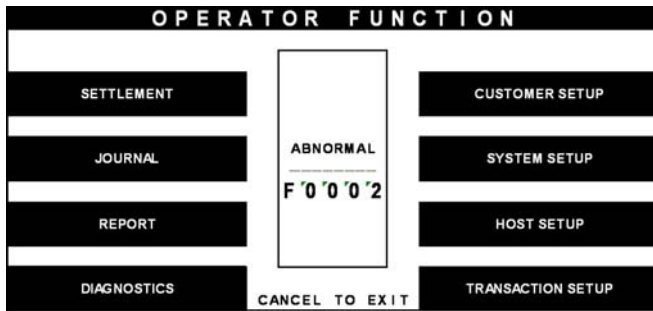 OPERATOR FUNCTION
SETTLEMENT
CUSTOMER SETUP
JOURNAL
ABNORMAL
---------
F0002
SYSTEM SETUP
REPORT
HOST SETUP
DIAGNOSTICS
CANCEL TO EXIT
TRANSACTION SETUP